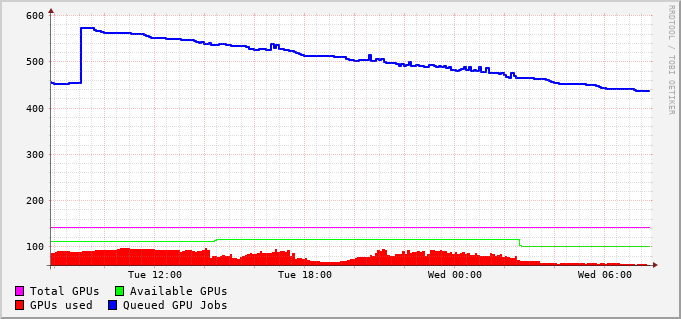 600
500
400
300
200
100
Tue 12:00 Tue 18:00 Wed 00:00 Wed 06:00
Total GPUs Available GPUs
GPUs used Queued GPU Jobs
RRDTOOL / TOBI OETIKER